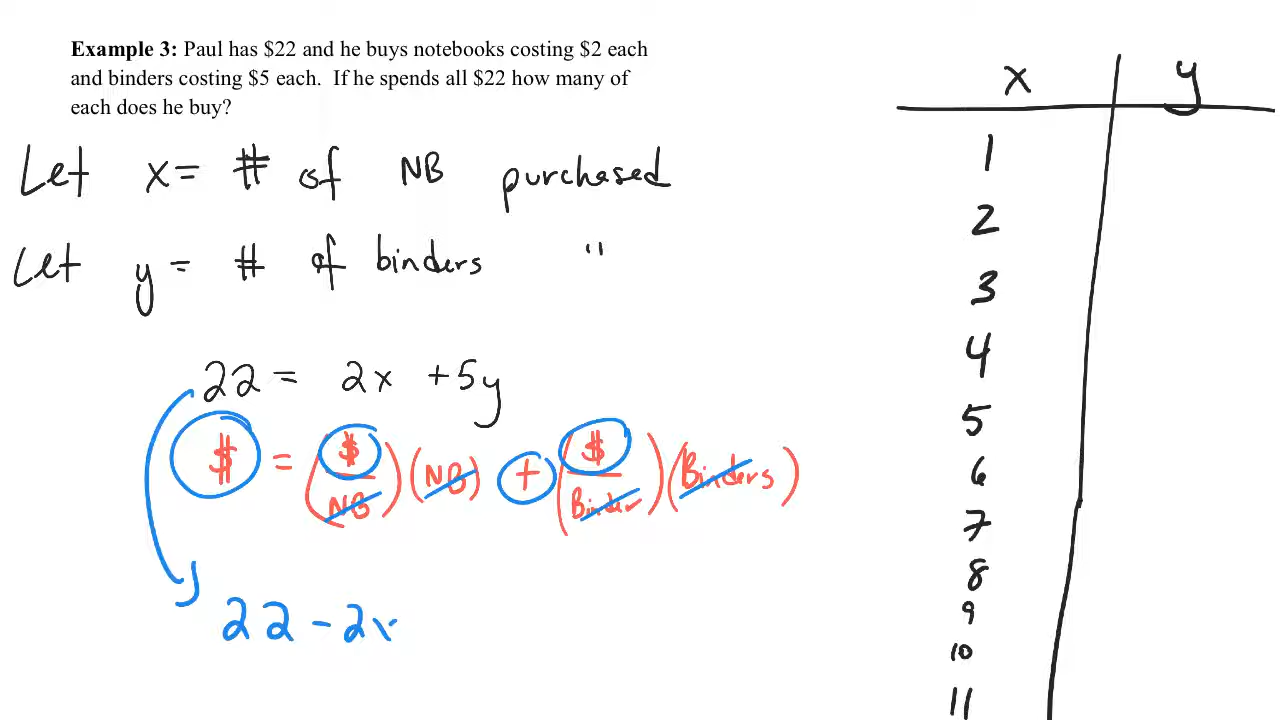 Example 3: Paul has $22 and he buys notebooks costing $2 each
and binders costing $5 each. If he spends all $22 how many of
each does he buy?
Let x = # of NB purchased
Let y = # of binders "
22 = 2x + 5y
$ = ($/NB)(NB) + ($/Binder)(Binders)
22 - 2x
x y
1
2
3
4
5
6
7
8
9
10
11